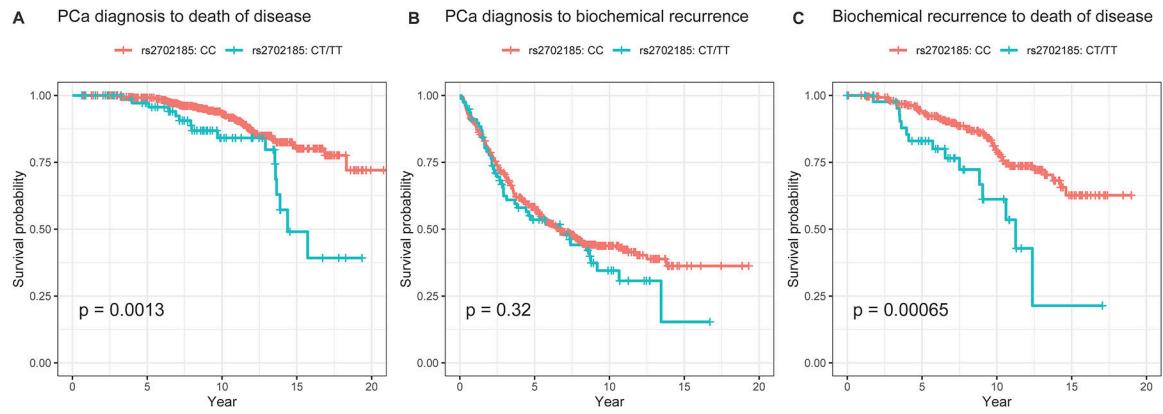 A PCa diagnosis to death of disease
rs2702185: CC rs2702185: CT/TT
Survival probability
1.00
0.75
0.50
0.25
0.00
p = 0.0013
0 5 10 15 20
Year
B PCa diagnosis to biochemical recurrence
rs2702185: CC rs2702185: CT/TT
Survival probability
1.00
0.75
0.50
0.25
0.00
p = 0.32
0 5 10 15 20
Year
C Biochemical recurrence to death of disease
rs2702185: CC rs2702185: CT/TT
Survival probability
1.00
0.75
0.50
0.25
0.00
p = 0.00065
0 5 10 15 20
Year